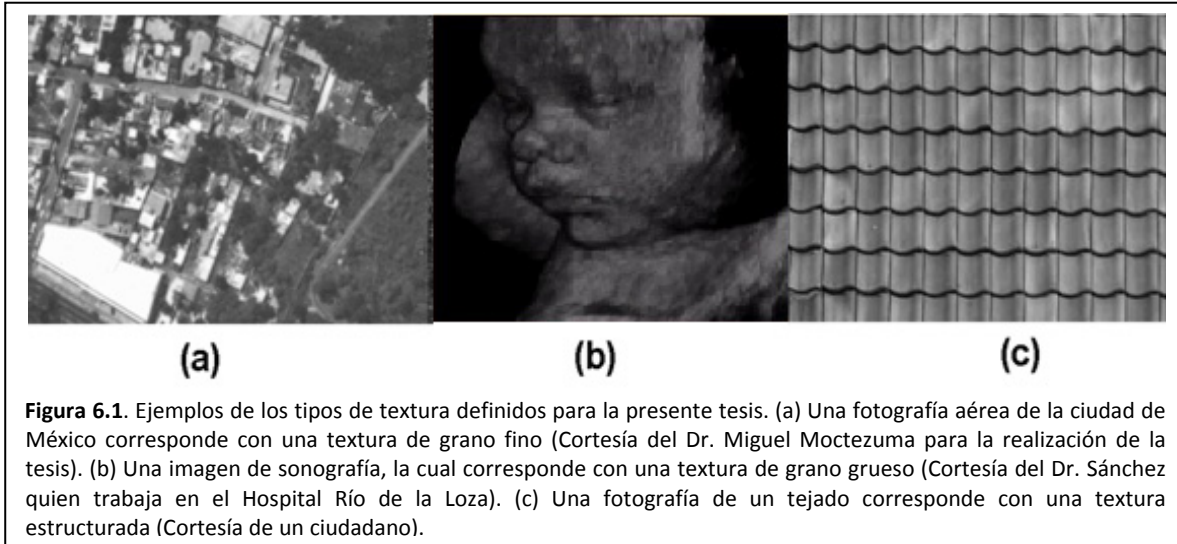 (a) (b) (c)
Figura 6.1. Ejemplos de los tipos de textura definidos para la presente tesis. (a) Una fotografía aérea de la ciudad de
México corresponde con una textura de grano fino (Cortesía del Dr. Miguel Moctezuma para la realización de la
tesis). (b) Una imagen de sonografía, la cual corresponde con una textura de grano grueso (Cortesía del Dr. Sánchez
quien trabaja en el Hospital Río de la Loza). (c) Una fotografía de un tejado corresponde con una textura
estructurada (Cortesía de un ciudadano).